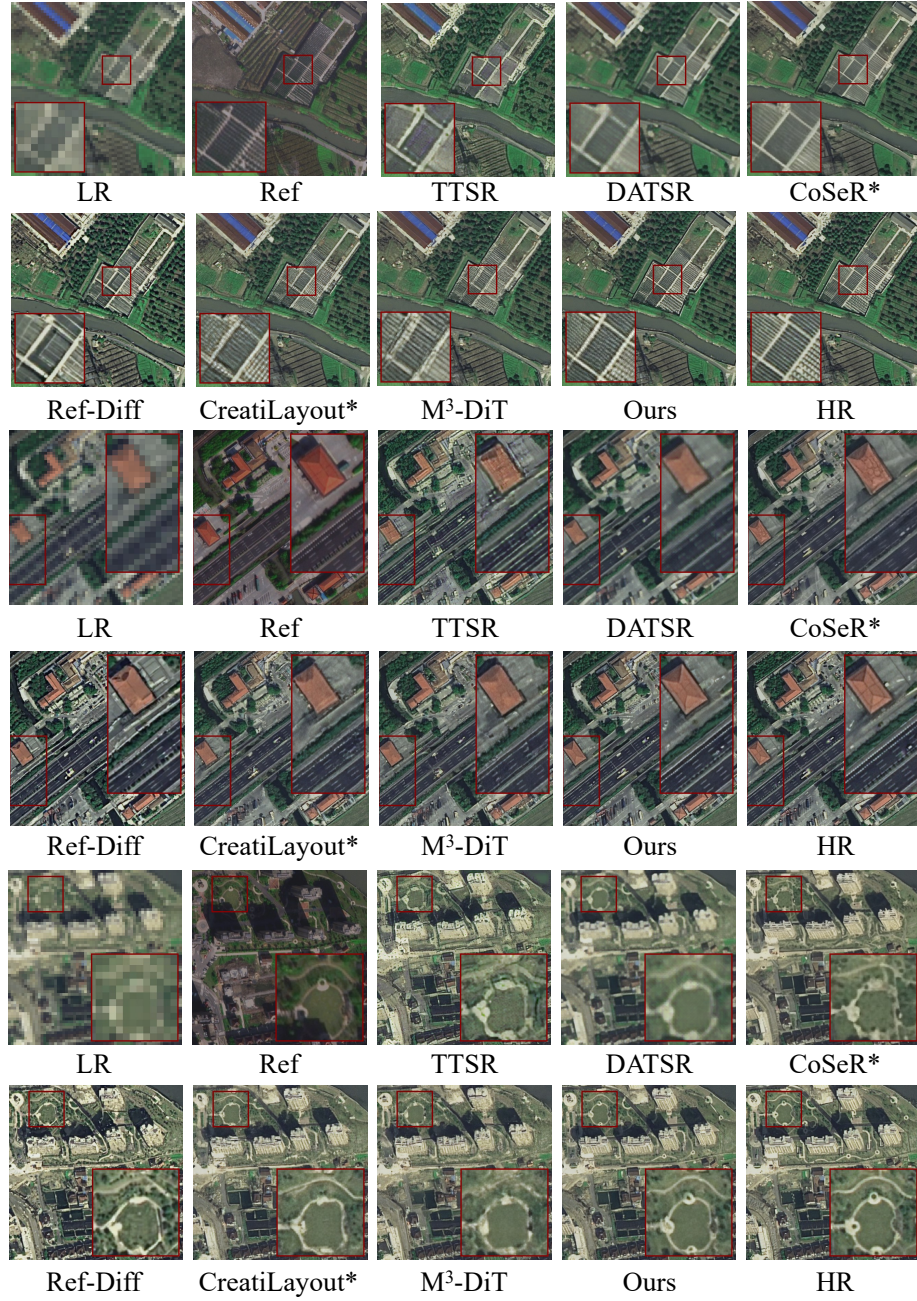 LR Ref TTSR DATSR CoSeR*
Ref-Diff CreatiLayout* M³-DiT Ours HR
LR Ref TTSR DATSR CoSeR*
Ref-Diff CreatiLayout* M³-DiT Ours HR
LR Ref TTSR DATSR CoSeR*
Ref-Diff CreatiLayout* M³-DiT Ours HR